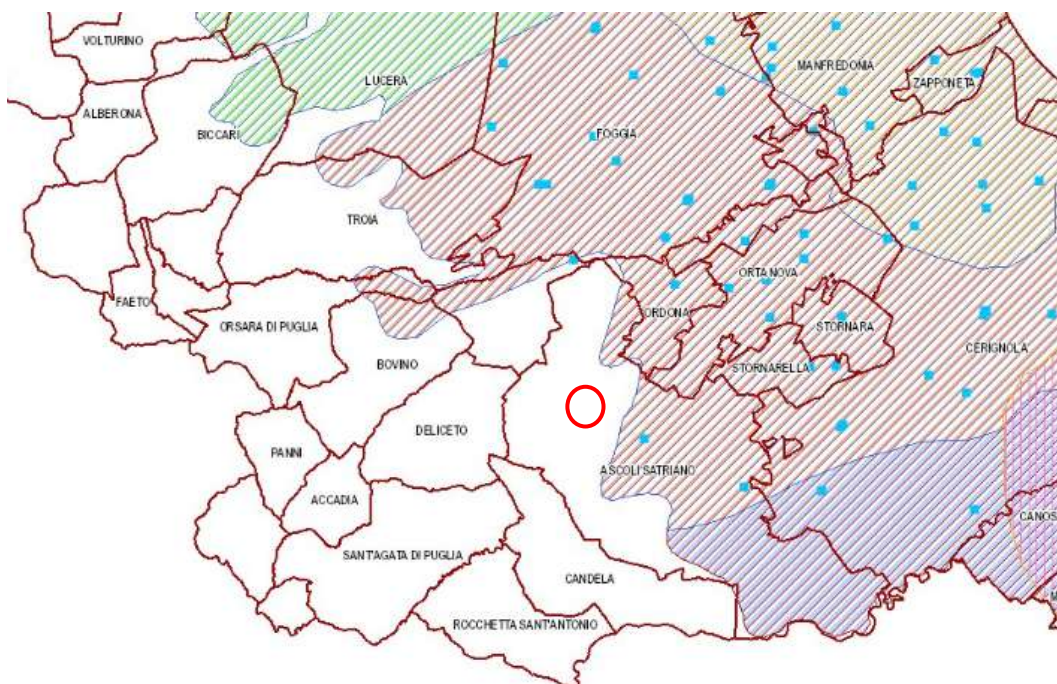 VOLTURINO
MANFREDONIA
LUCERA
ZAPPONETA
ALBERONA
BICCARI
FOGGIA
TROIA
ORTA NOVA
FAETO
ORDONA
ORSARA DI PUGLIA
STORNARA
CERIGNOLA
BOVINO
STORNARELLA
DELICETO
PANNI
ASCOLI SATRIANO
ACCADIA
CANOS
SANT'AGATA DI PUGLIA
CANDELA
M
ROCCHETTA SANT'ANTONIO